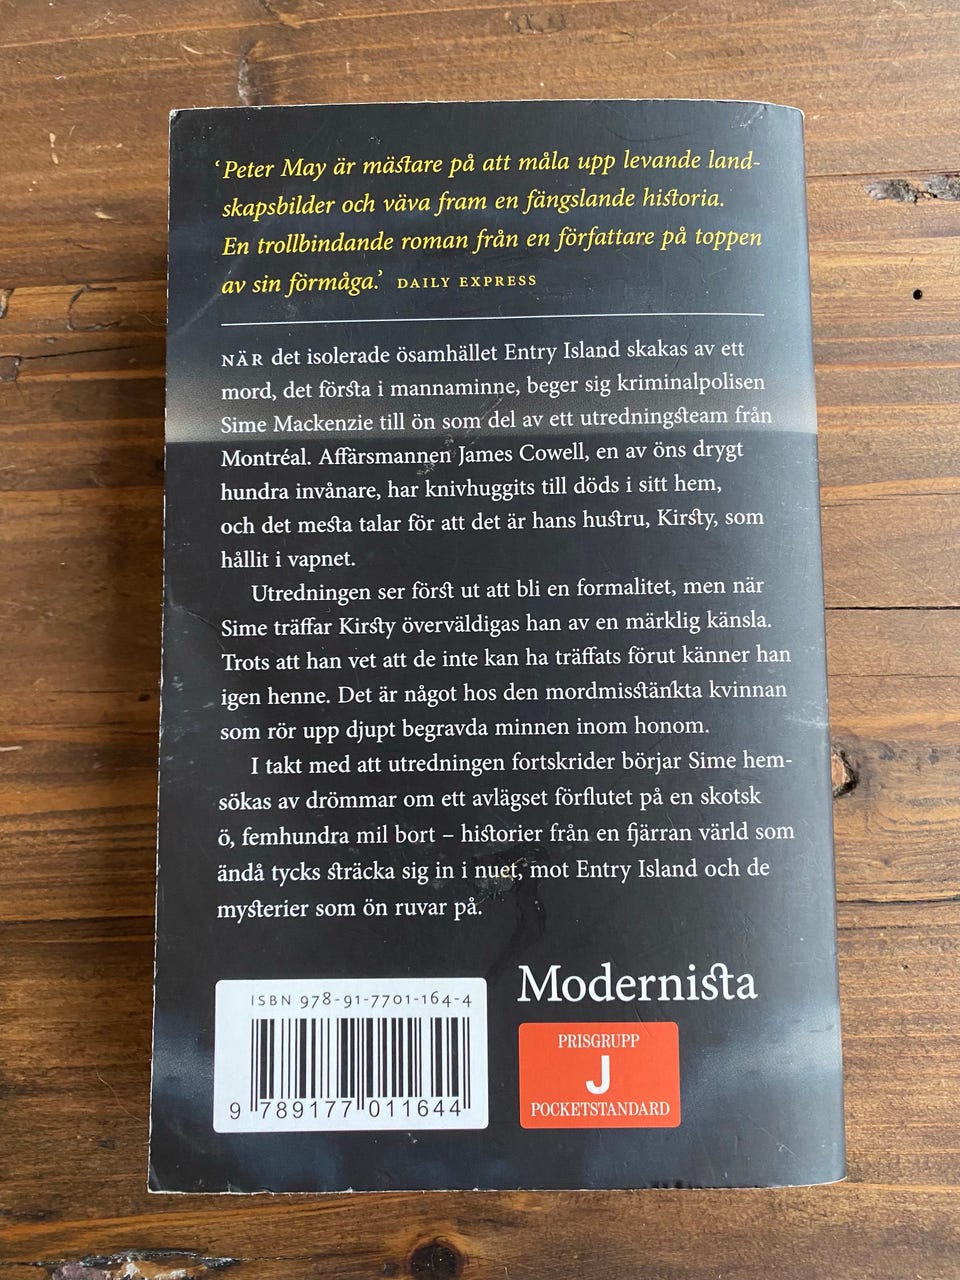 ‘Peter May är mästare på att måla upp levande land-
skapsbilder och väva fram en fängslande historia.
En trollbindande roman från en författare på toppen
av sin förmåga.’ DAILY EXPRESS
NÄR det isolerade ösamhället Entry Island skakas av ett
mord, det första i mannaminne, beger sig kriminalpolisen
Sime Mackenzie till ön som del av ett utredningsteam från
Montréal. Affärsmannen James Cowell, en av öns drygt
hundra invånare, har knivhuggits till döds i sitt hem,
och det mesta talar för att det är hans hustru, Kirsty, som
hållit i vapnet.
Utredningen ser först ut att bli en formalitet, men när
Sime träffar Kirsty överväldigas han av en märklig känsla.
Trots att han vet att de inte kan ha träffats förut känner han
igen henne. Det är något hos den mordmisstänkta kvinnan
som rör upp djupt begravda minnen inom honom.
I takt med att utredningen fortskrider börjar Sime hem-
sökas av drömmar om ett avlägset förflutet på en skotsk
ö, femhundra mil bort – historier från en fjärran värld som
ändå tycks sträcka sig in i nuet, mot Entry Island och de
mysterier som ön ruvar på.
Modernista
ISBN 978-91-7701-164-4
9 789177 011644
PRISGRUPP
J
POCKETSTANDARD